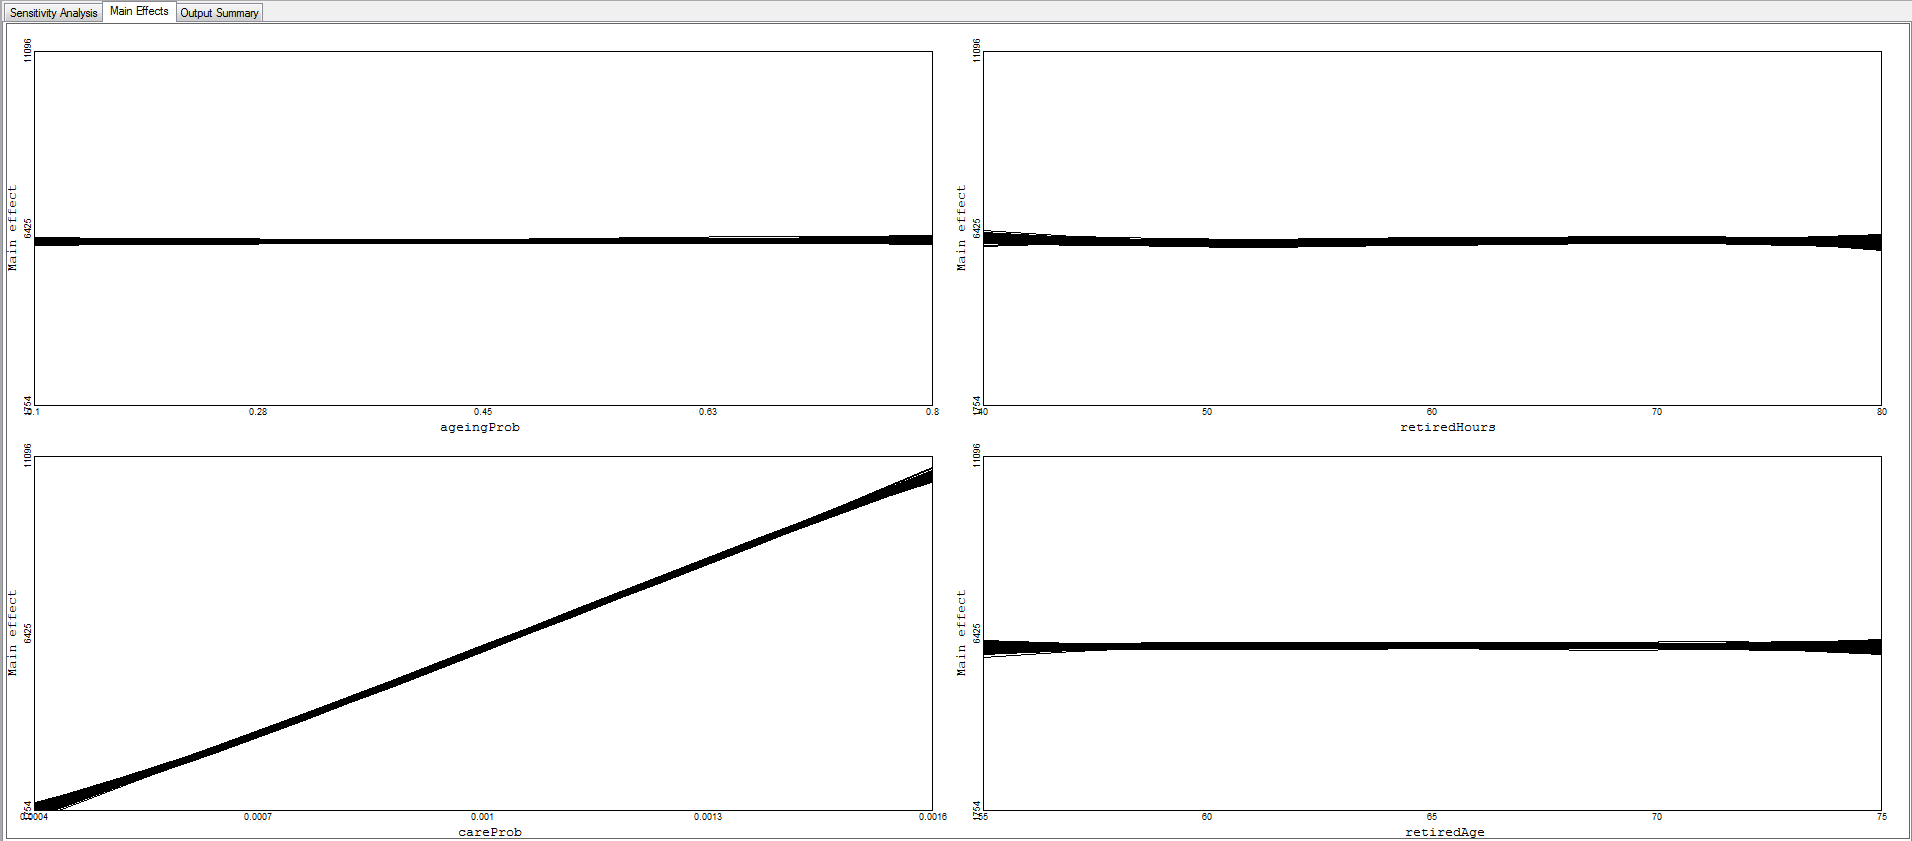 Sensitivity Analysis Main Effects Output Summary
11096
6425
1754
Main effect
0.1 0.28 0.45 0.63 0.8
ageingProb
11096
6425
1754
Main effect
40 50 60 70 80
retiredHours
11096
6425
1754
Main effect
0.0004 0.0007 0.001 0.0013 0.0016
careProb
11096
6425
1754
Main effect
55 60 65 70 75
retiredAge